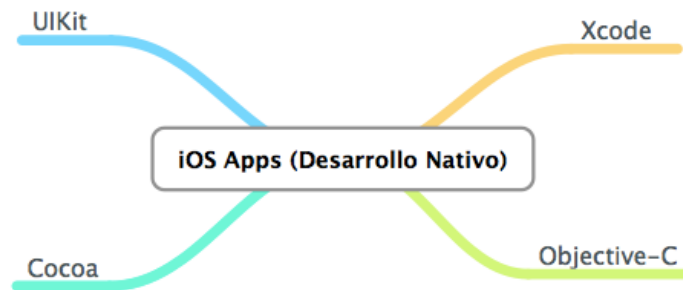 UIKit
Xcode
iOS Apps (Desarrollo Nativo)
Objective-C
Cocoa